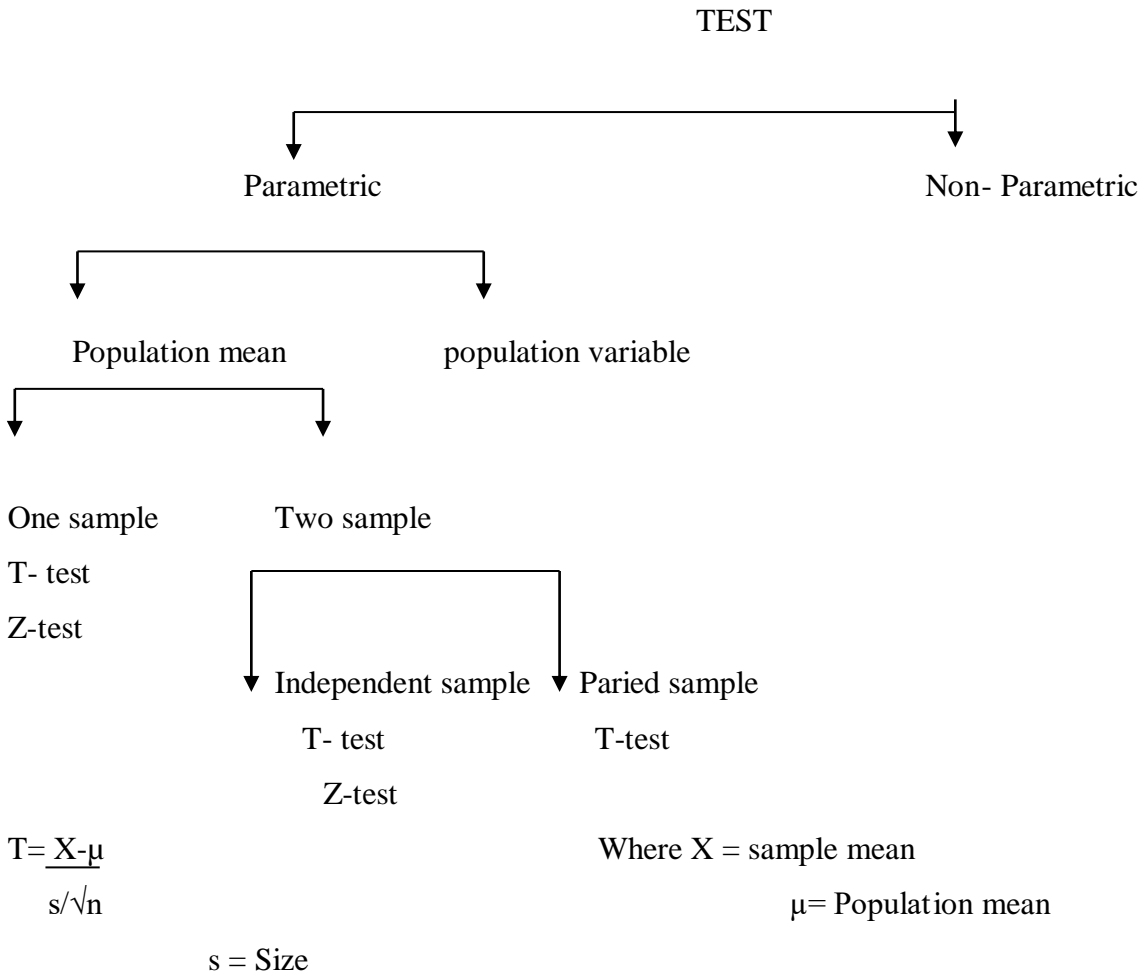 TEST
Parametric Non- Parametric
Population mean population variable
One sample Two sample
T- test
Z-test
Independent sample Paried sample
T- test T-test
Z-test
T= X-μ Where X = sample mean
s/√n μ= Population mean
s = Size